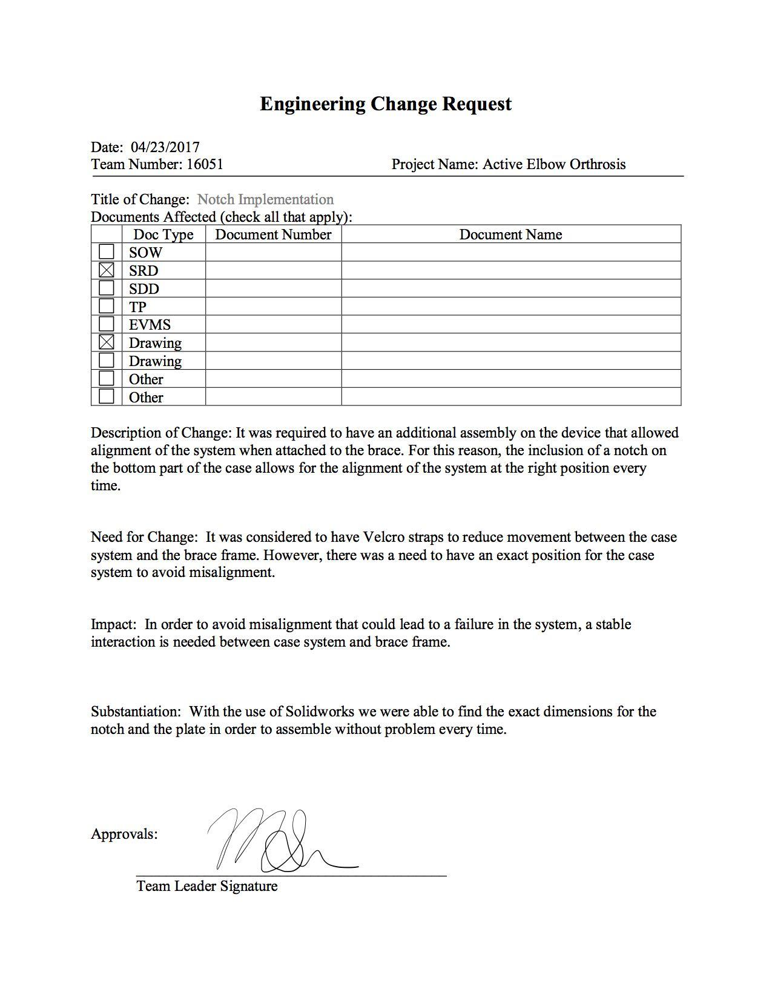 Engineering Change Request
Date:  04/23/2017
Team Number: 16051 Project Name: Active Elbow Orthrosis
Title of Change:  Notch Implementation
Documents Affected (check all that apply):
Doc Type Document Number Document Name
SOW
SRD
SDD
TP
EVMS
Drawing
Drawing
Other
Other
Description of Change: It was required to have an additional assembly on the device that allowed
alignment of the system when attached to the brace. For this reason, the inclusion of a notch on
the bottom part of the case allows for the alignment of the system at the right position every
time.
Need for Change:  It was considered to have Velcro straps to reduce movement between the case
system and the brace frame. However, there was a need to have an exact position for the case
system to avoid misalignment.
Impact:  In order to avoid misalignment that could lead to a failure in the system, a stable
interaction is needed between case system and brace frame.
Substantiation:  With the use of Solidworks we were able to find the exact dimensions for the
notch and the plate in order to assemble without problem every time.
Approvals:
Team Leader Signature